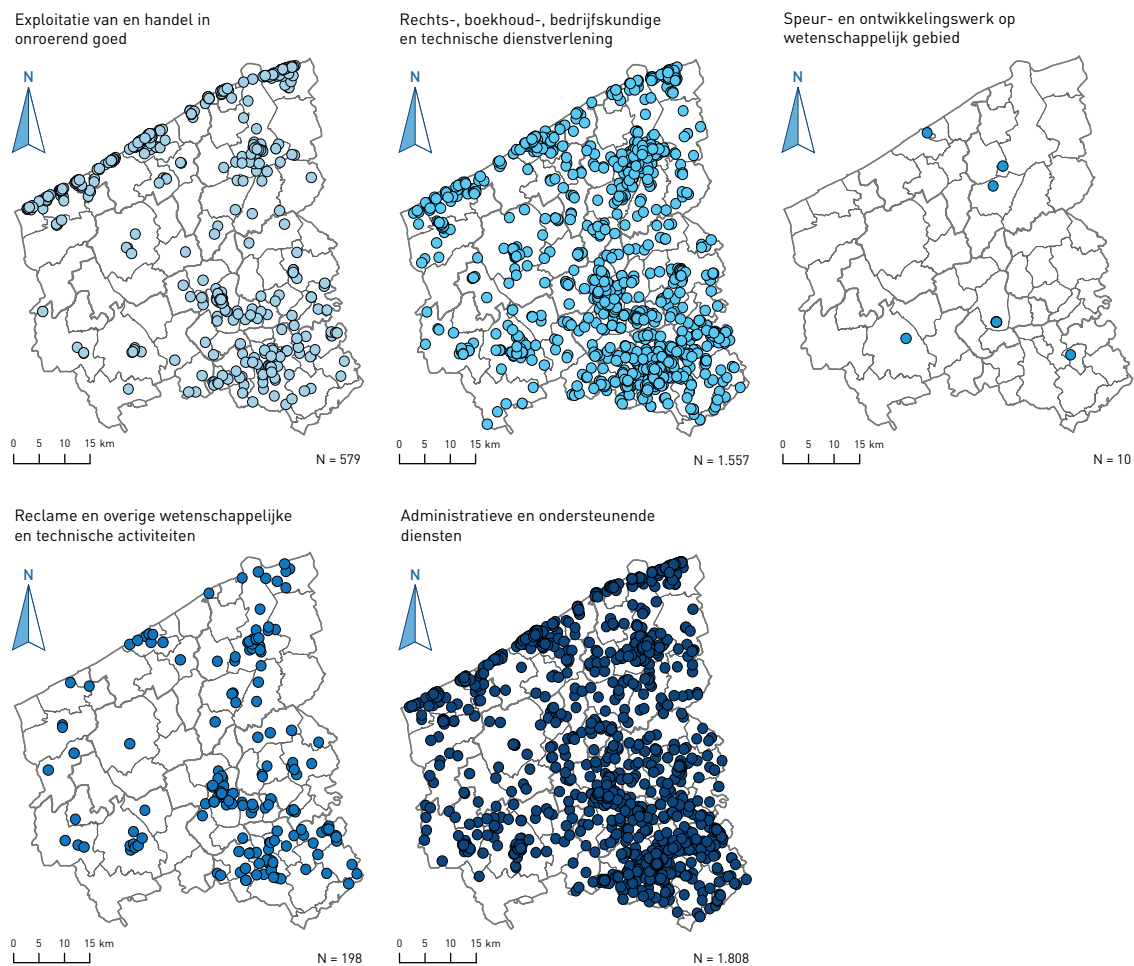 Exploitatie van en handel in
onroerend goed
N
0 5 10 15 km
N = 579
Rechts-, boekhoud-, bedrijfskundige
en technische dienstverlening
N
0 5 10 15 km
N = 1.557
Speur- en ontwikkelingswerk op
wetenschappelijk gebied
N
0 5 10 15 km
N = 10
Reclame en overige wetenschappelijke
en technische activiteiten
N
0 5 10 15 km
N = 198
Administratieve en ondersteunende
diensten
N
0 5 10 15 km
N = 1.808